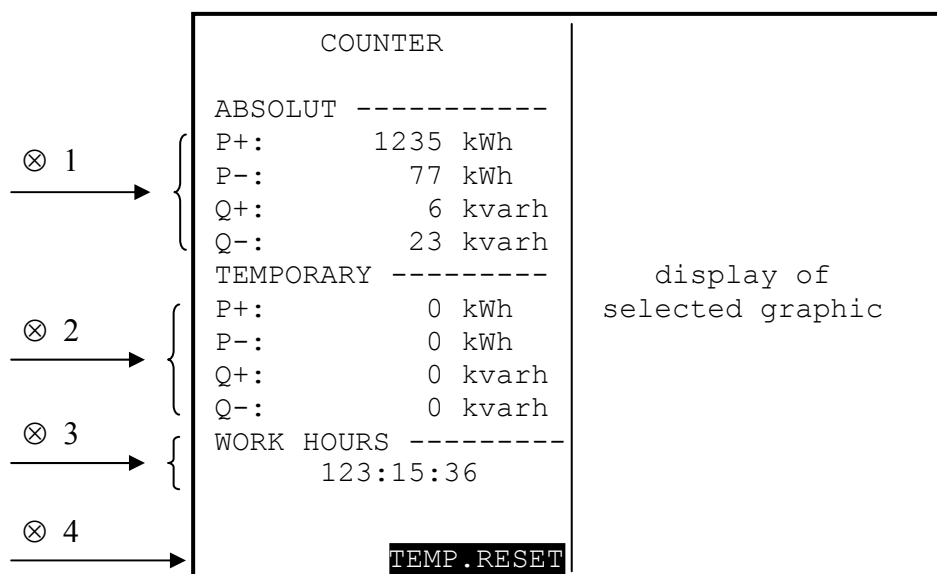 COUNTER
ABSOLUT -----------
P+: 1235 kWh
P-: 77 kWh
Q+: 6 kvarh
Q-: 23 kvarh
TEMPORARY ---------
P+: 0 kWh
P-: 0 kWh
Q+: 0 kvarh
Q-: 0 kvarh
WORK HOURS ---------
123:15:36
TEMP.RESET
display of
selected graphic
⊗ 1
⊗ 2
⊗ 3
⊗ 4